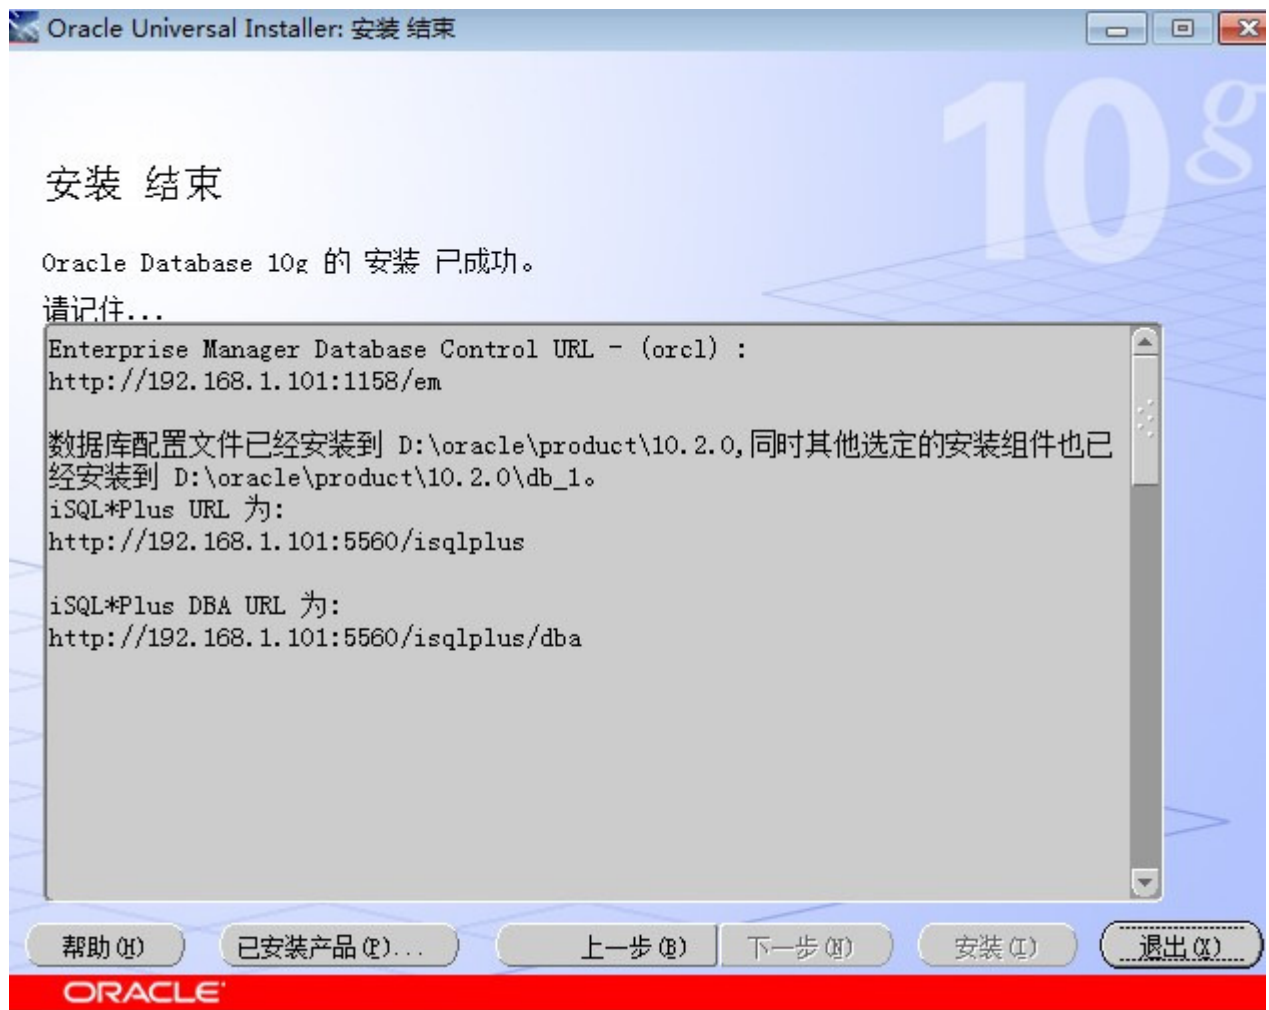 Oracle Universal Installer: 安装 结束
10g
安装 结束
Oracle Database 10g 的 安装 已成功。
请记住...
Enterprise Manager Database Control URL - (orcl) :
http://192.168.1.101:1158/em
数据库配置文件已经安装到 D:\oracle\product\10.2.0,同时其他选定的安装组件也已
经安装到 D:\oracle\product\10.2.0\db_1。
iSQL*Plus URL 为:
http://192.168.1.101:5560/isqlplus
iSQL*Plus DBA URL 为:
http://192.168.1.101:5560/isqlplus/dba
帮助(H) 已安装产品(P)... 上一步(B) 下一步(N) 安装(I) 退出(X)
ORACLE